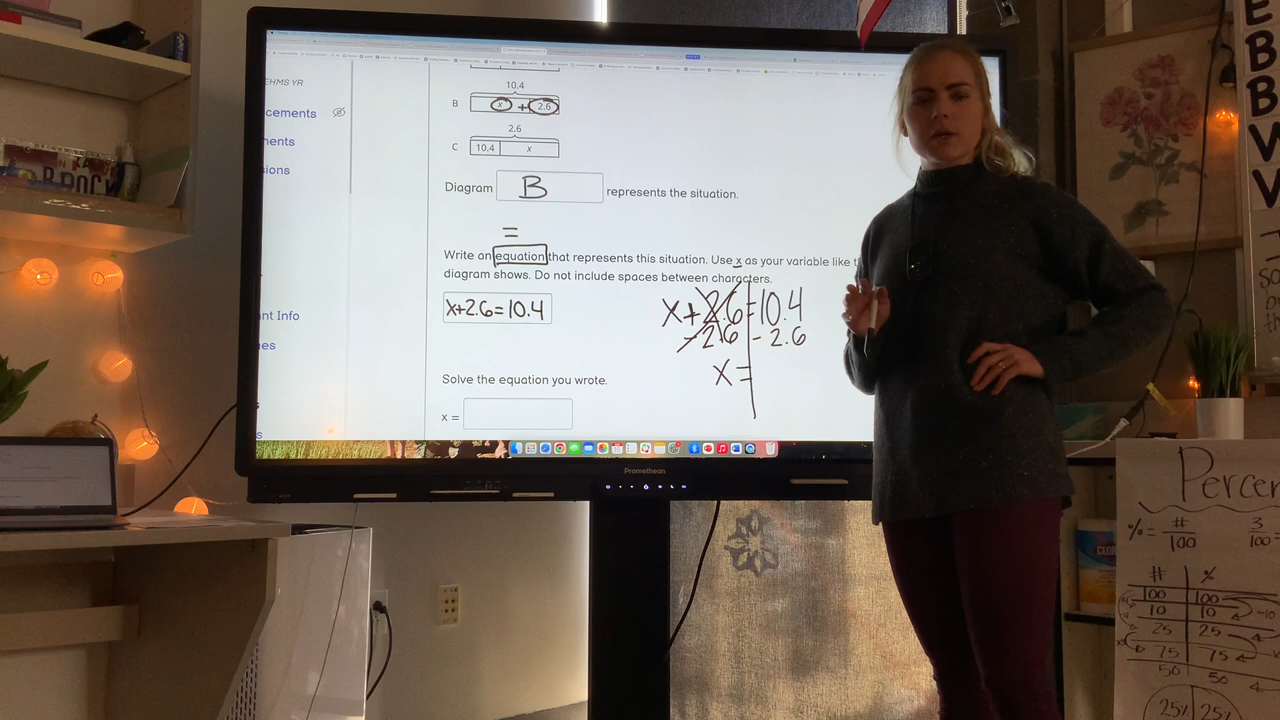 EHMS YR
cements
nents
sions
nt Info
es
10.4
B x + 2.6
2.6
C 10.4 x
Diagram B represents the situation.
=
Write an equation that represents this situation. Use x as your variable like t
diagram shows. Do not include spaces between characters.
x+2.6=10.4
x+2.6=10.4
-2.6 -2.6
x=
Solve the equation you wrote.
x =
Promethean
BROCK
E
B
B
V
V
CLOR
Percen
% = #/100 3/100 =
# %
100 100
10 10
25 25
75 75
50 50
25% 25%